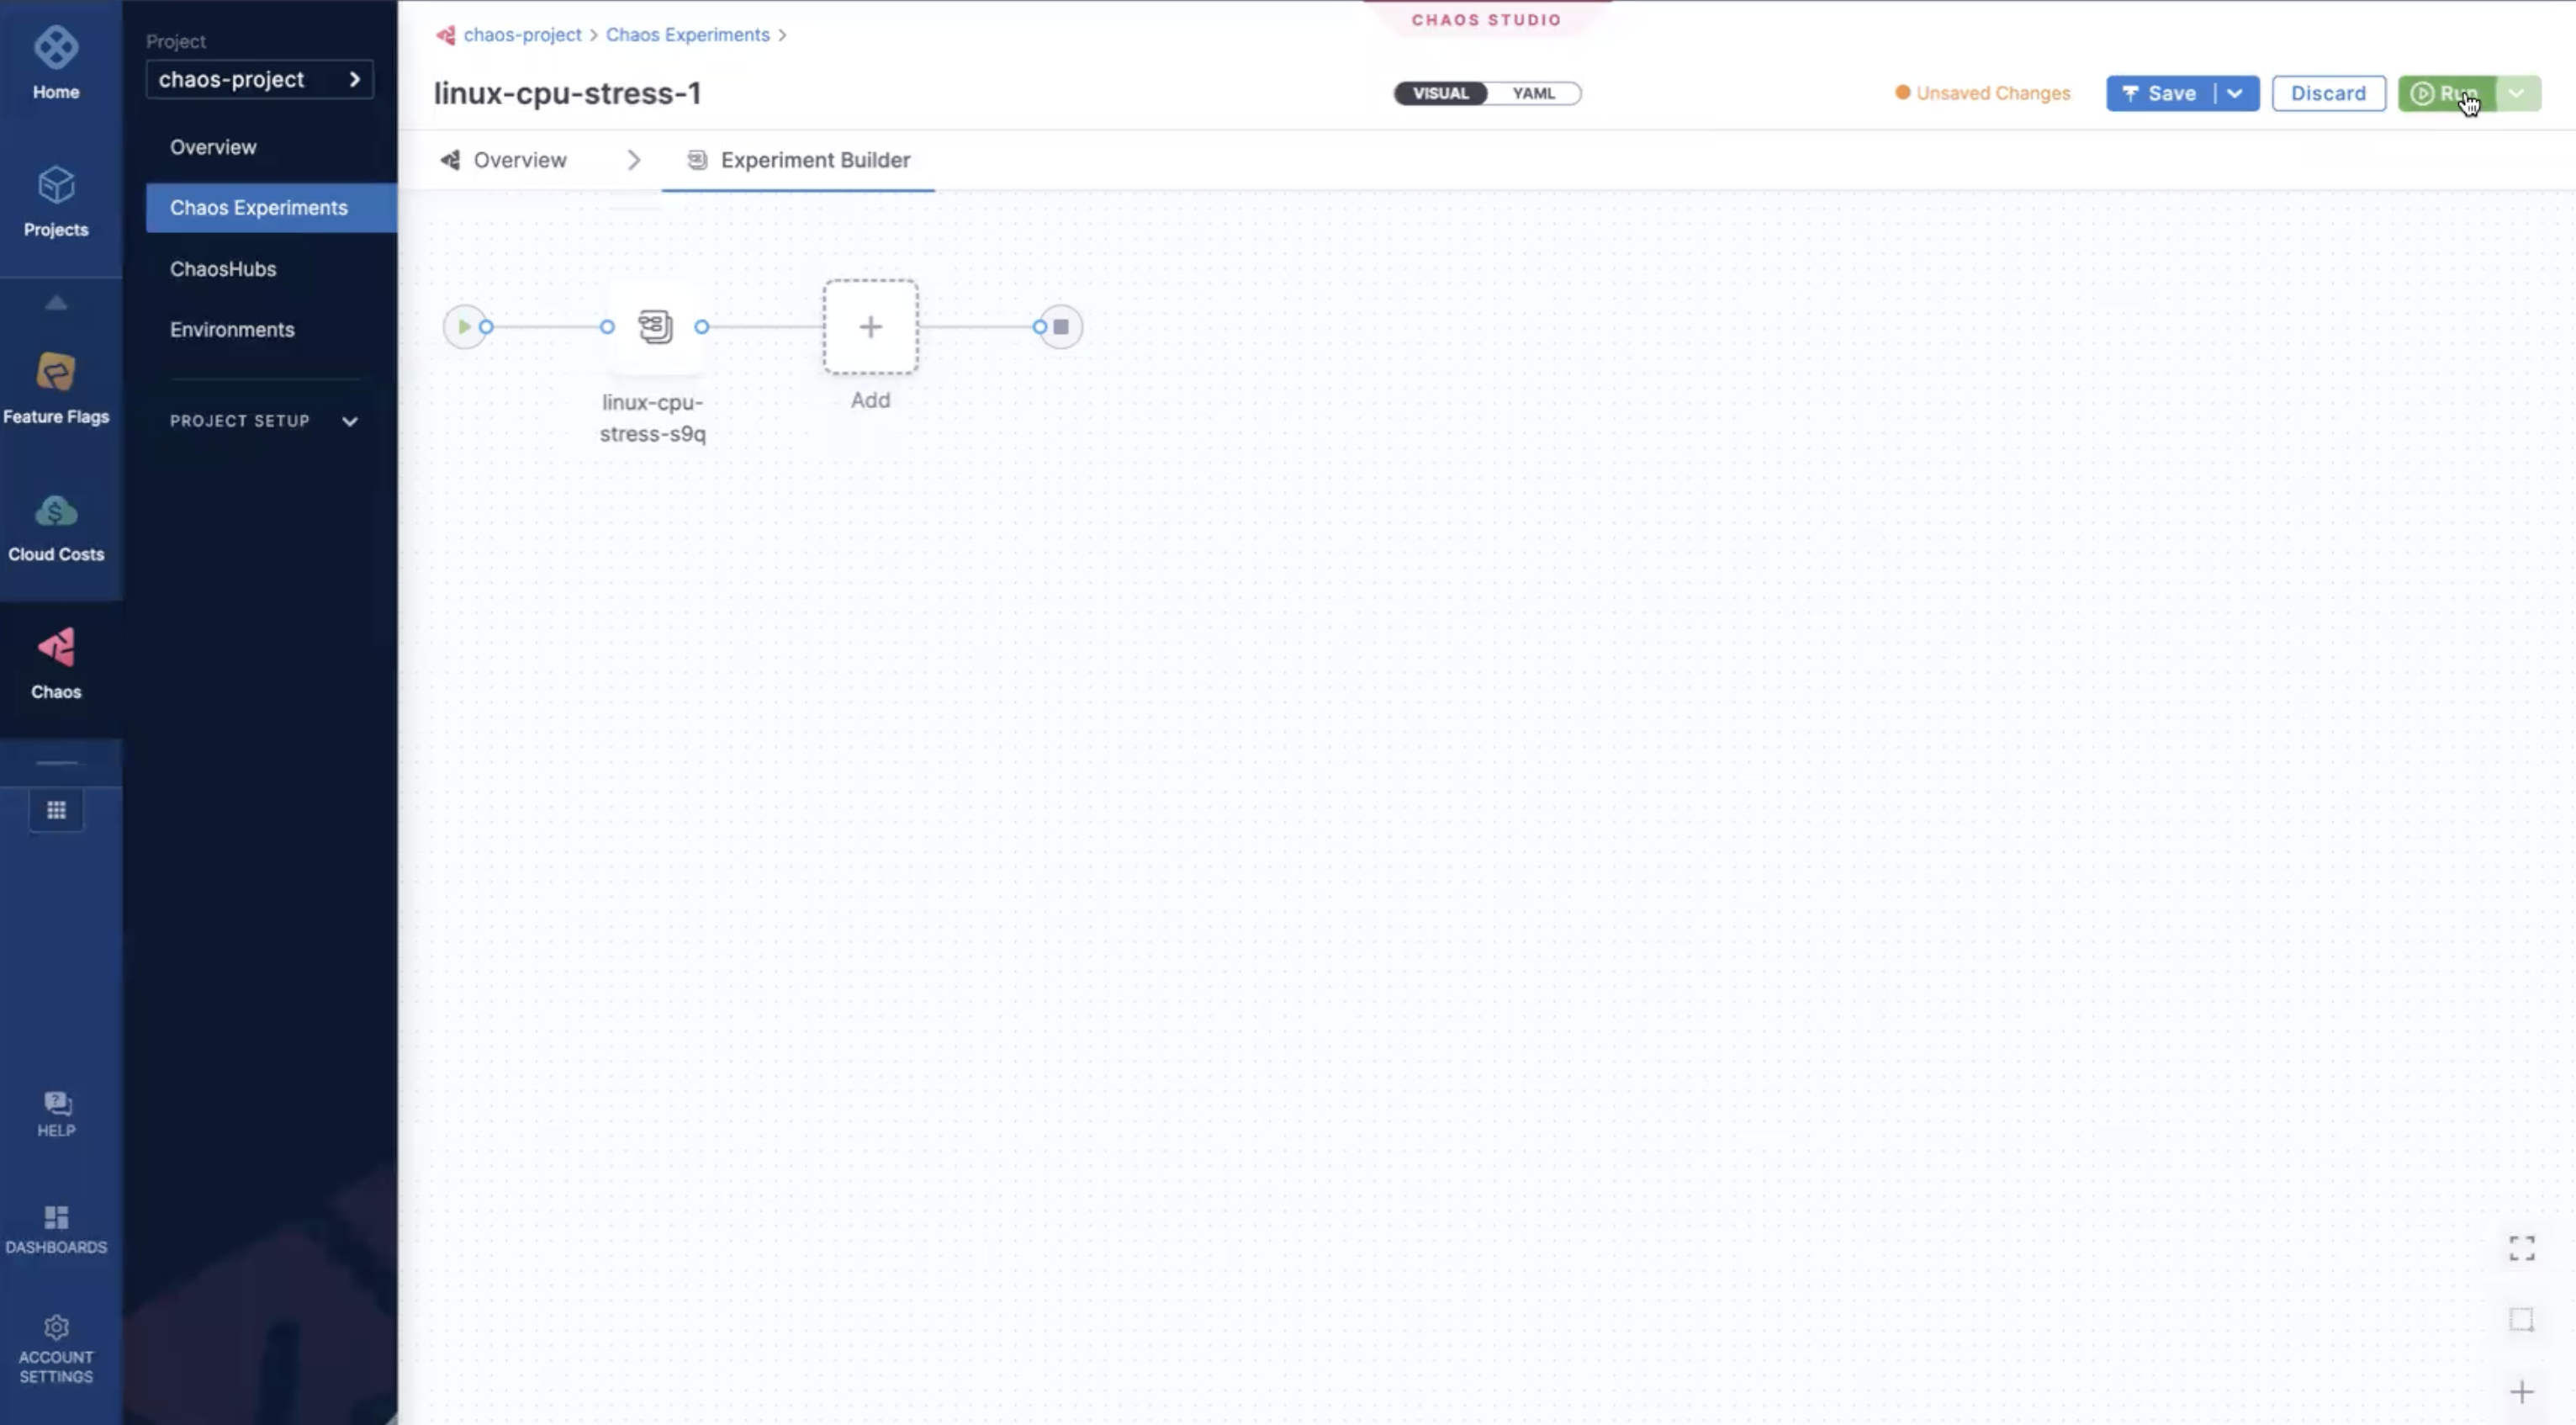 Home
Projects
Feature Flags
Cloud Costs
Chaos
HELP
DASHBOARDS
ACCOUNT
SETTINGS
Project
chaos-project
Overview
Chaos Experiments
ChaosHubs
Environments
PROJECT SETUP
CHAOS STUDIO
chaos-project > Chaos Experiments >
linux-cpu-stress-1
VISUAL YAML
Unsaved Changes
Save
Discard
Run
Overview
Experiment Builder
linux-cpu-
stress-s9q
Add